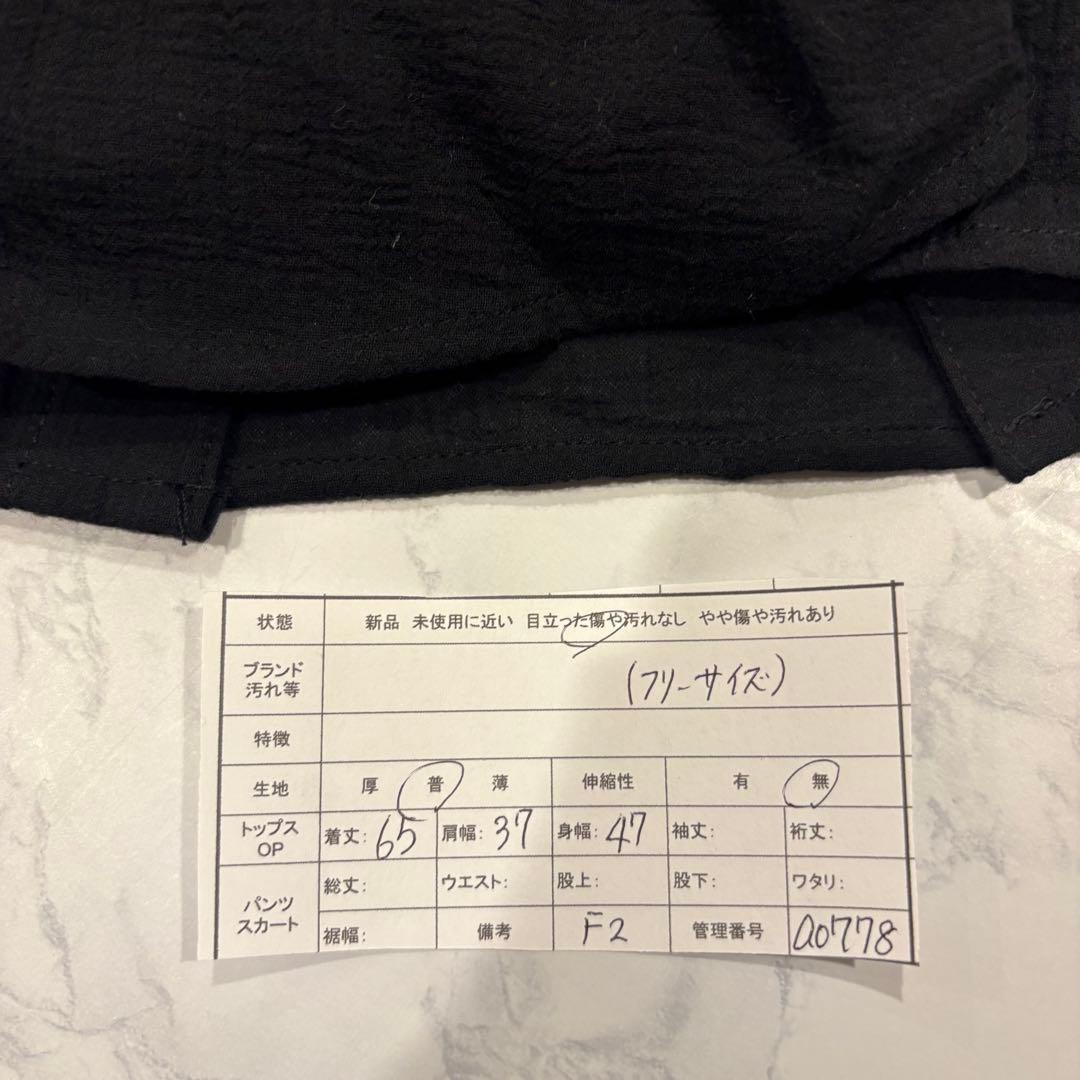 状態 新品 未使用に近い 目立った傷や汚れなし やや傷や汚れあり
ブランド
汚れ等
(フリーサイズ)
特徴
生地 厚 普 薄 伸縮性 有 無
トップス
OP
着丈: 65 肩幅: 37 身幅: 47 袖丈: 裄丈:
パンツ
スカート
総丈: ウエスト: 股上: 股下: ワタリ:
裾幅: 備考 F2 管理番号 a0778